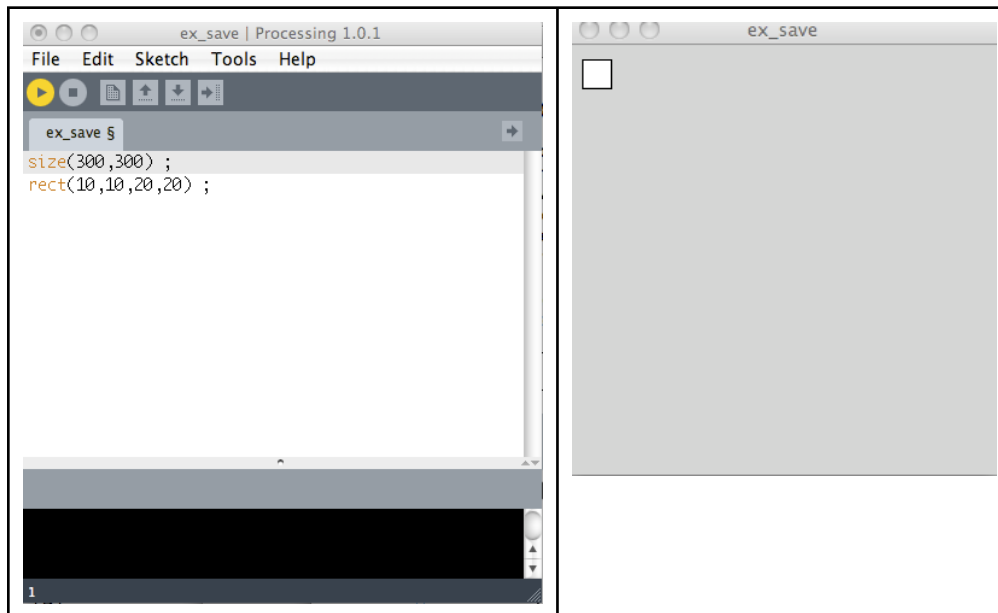 ex_save | Processing 1.0.1
File Edit Sketch Tools Help
ex_save §
size(300,300) ;
rect(10,10,20,20) ;
1
ex_save